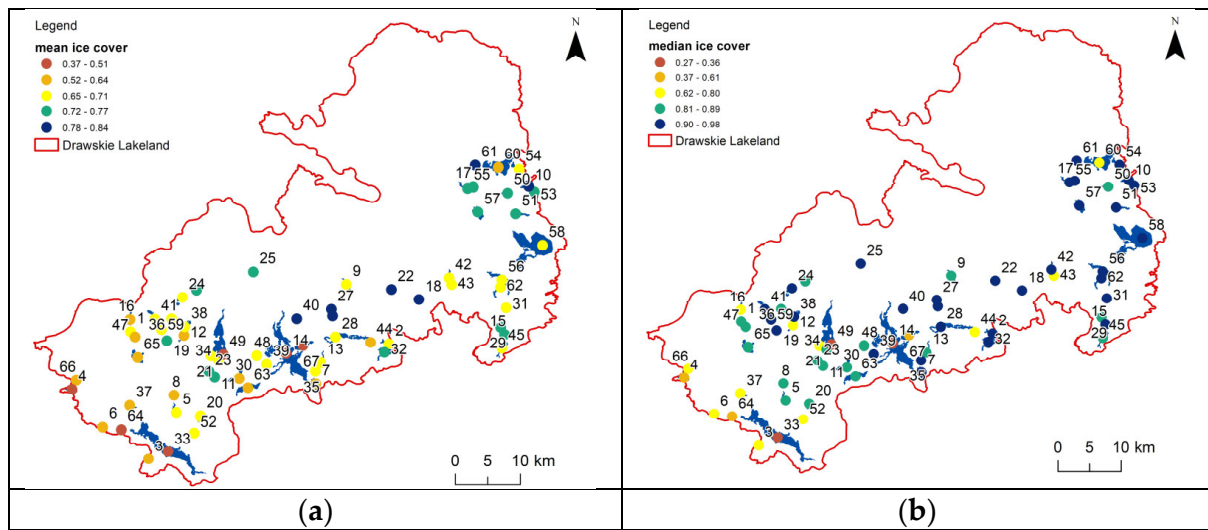 Legend
mean ice cover
0.37 - 0.51
0.52 - 0.64
0.65 - 0.71
0.72 - 0.77
0.78 - 0.84
Drawskie Lakeland
N
61 60 54
17 55 50 10
57 51 53
58
25 9 22 42 56
24 18 43 62
16 41 40 27 31
1 38 15
47 36 59 12 28 44 2 45
65 19 34 49 48 14 13 32 29
23 39 67
66 4 21 30 63 7
11 35
37 8
5 20
6 64 52
3 33
0 5 10 km
(a)
Legend
median ice cover
0.27 - 0.36
0.37 - 0.61
0.62 - 0.80
0.81 - 0.89
0.90 - 0.98
Drawskie Lakeland
N
61 60 54
17 55 50 10
57 51 53
58
25 9 22 42 56
24 18 43 62
16 41 40 27 31
1 38 15
47 36 59 12 28 44 2 45
65 19 34 49 48 14 13 32 29
23 39 67
66 4 21 30 63 7
11 35
37 8
5 20
6 64 52
3 33
0 5 10 km
(b)